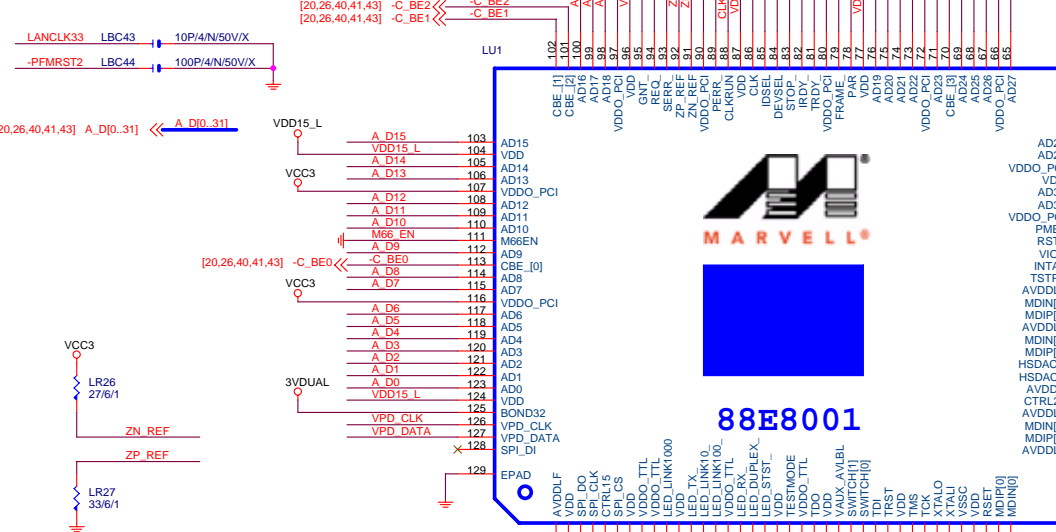 [20,26,40,41,43] -C_BE2 -C_BE2
[20,26,40,41,43] -C_BE1 -C_BE1
LANCLK33 LBC43 10P/4/N/50V/X
-PFMRST2 LBC44 100P/4/N/50V/X
LU1
102 101 100 99 98 97 96 95 94 93 92 91 90 89 88 87 86 85 84 83 82 81 80 79 78 77 76 75 74 73 72 71 70 69 68 67 66 65
CBE_[1]
CBE_[2]
AD16
AD17
AD18
VDDO_PCI
VDD
GNT_
REQ_
SERR_
ZP_REF
ZN_REF
VDDO_PCI
PERR_
CLKRUN
VDD
CLK
IDSEL
DEVSEL
STOP_
IRDY_
TRDY_
VDDO_PCI
FRAME_
PAR
VDD
AD19
AD20
AD21
AD22
VDDO_PCI
AD23
CBE_[3]
AD24
AD25
AD26
VDDO_PCI
AD27
20,26,40,41,43] A_D[0..31] A_D[0..31]
VDD15_L
A_D15 103 AD15
VDD15_L 104 VDD
A_D14 105 AD14
A_D13 106 AD13
VCC3
107 VDDO_PCI
A_D12 108 AD12
A_D11 109 AD11
A_D10 110 AD10
M66_EN 111 M66EN
A_D9 112 AD9
[20,26,40,41,43] -C_BE0 -C_BE0 113 CBE_[0]
A_D8 114 AD8
A_D7 115 AD7
VCC3
116 VDDO_PCI
A_D6 117 AD6
A_D5 118 AD5
A_D4 119 AD4
A_D3 120 AD3
A_D2 121 AD2
A_D1 122 AD1
A_D0 123 AD0
VDD15_L 124 VDD
3VDUAL
125 BOND32
VPD_CLK 126 VPD_CLK
VPD_DATA 127 VPD_DATA
128 SPI_DI
129 EPAD
VCC3
LR26
27/6/1
ZN_REF
ZP_REF
LR27
33/6/1
MARVELL®
88E8001
AVDDLF
VDD
SPI_DO
SPI_CLK
CTRL15
SPI_CS
VDD
VDDO_TTL
VDDO_TTL
LED_LINK1000
VDD
LED_TX_
LED_LINK10_
LED_LINK100_
VDDO_TTL
LED_RX_
LED_DUPLEX_
LED_STST_
VDD
TESTMODE
VDDO_TTL
TDO
VDD
VAUX_AVLBL
SWITCH[1]
SWITCH[0]
TDI
TRST
VDD
TMS
TCK
XTALO
XTALI
VSSC
VDD
RSET
MDIP[0]
MDIN[0]